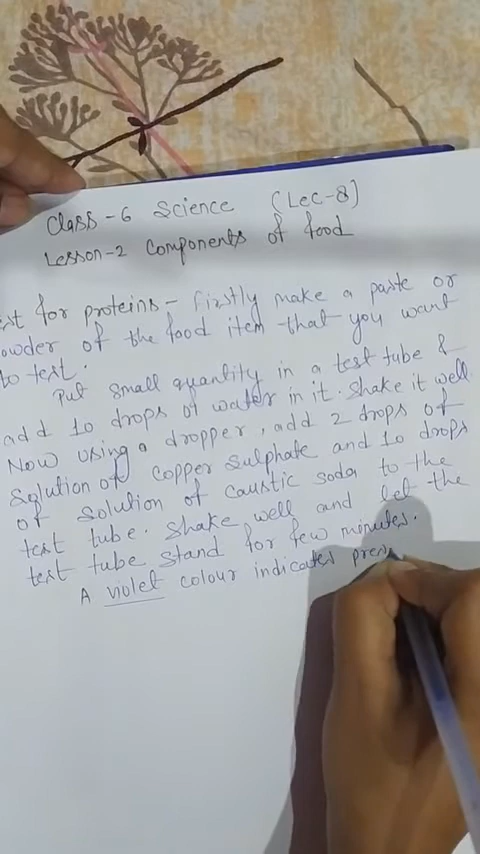 Class-6 Science (Lec-8)
Lesson-2 Components of food
est for proteins - Firstly make a paste or
owder of the food item that you want
to test.
Put small quantity in a test tube &
add 10 drops of water in it. Shake it well
Now using a dropper, add 2 drops of
solution of copper sulphate and 10 drops
of solution of caustic soda to the
test tube. Shake well and let the
test tube stand for few minutes.
A violet colour indicates pres